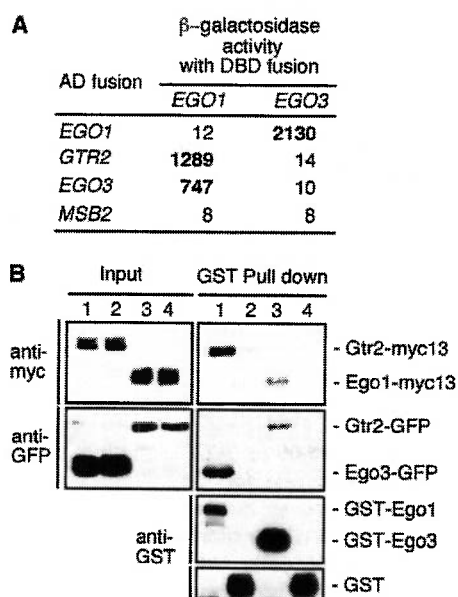 A
β-galactosidase
activity
with DBD fusion
AD fusion
EGO1 EGO3
EGO1 12 2130
GTR2 1289 14
EGO3 747 10
MSB2 8 8
B
Input GST Pull down
1 2 3 4 1 2 3 4
anti-
myc
- Gtr2-myc13
- Ego1-myc13
anti-
GFP
- Gtr2-GFP
- Ego3-GFP
anti-
GST
- GST-Ego1
- GST-Ego3
- GST